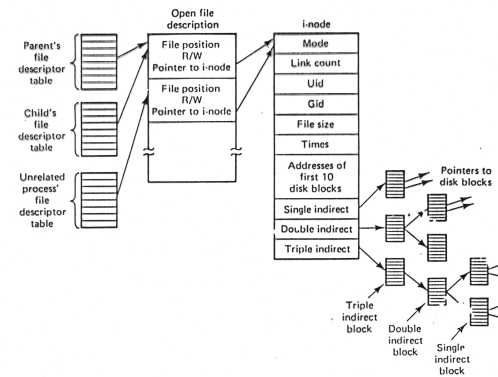 Open file
description
i-node
Parent's
file
descriptor
table
File position
R/W
Pointer to i-node
File position
R/W
Pointer to i-node
Child's
file
descriptor
table
Unrelated
process'
file
descriptor
table
Mode
Link count
Uid
Gid
File size
Times
Addresses of
first 10
disk blocks
Single indirect
Double indirect
Triple indirect
Pointers to
disk blocks
Triple
indirect
block
Double
indirect
block
Single
indirect
block